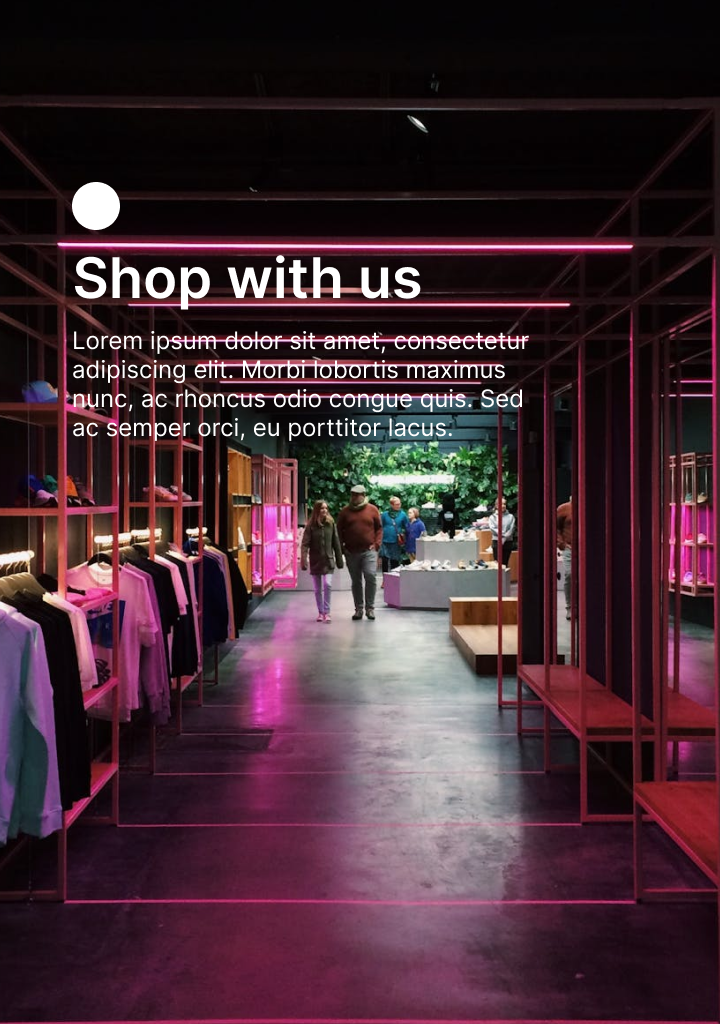 Shop with us
Lorem ipsum dolor sit amet, consectetur
adipiscing elit. Morbi lobortis maximus
nunc, ac rhoncus odio congue quis. Sed
ac semper orci, eu porttitor lacus.